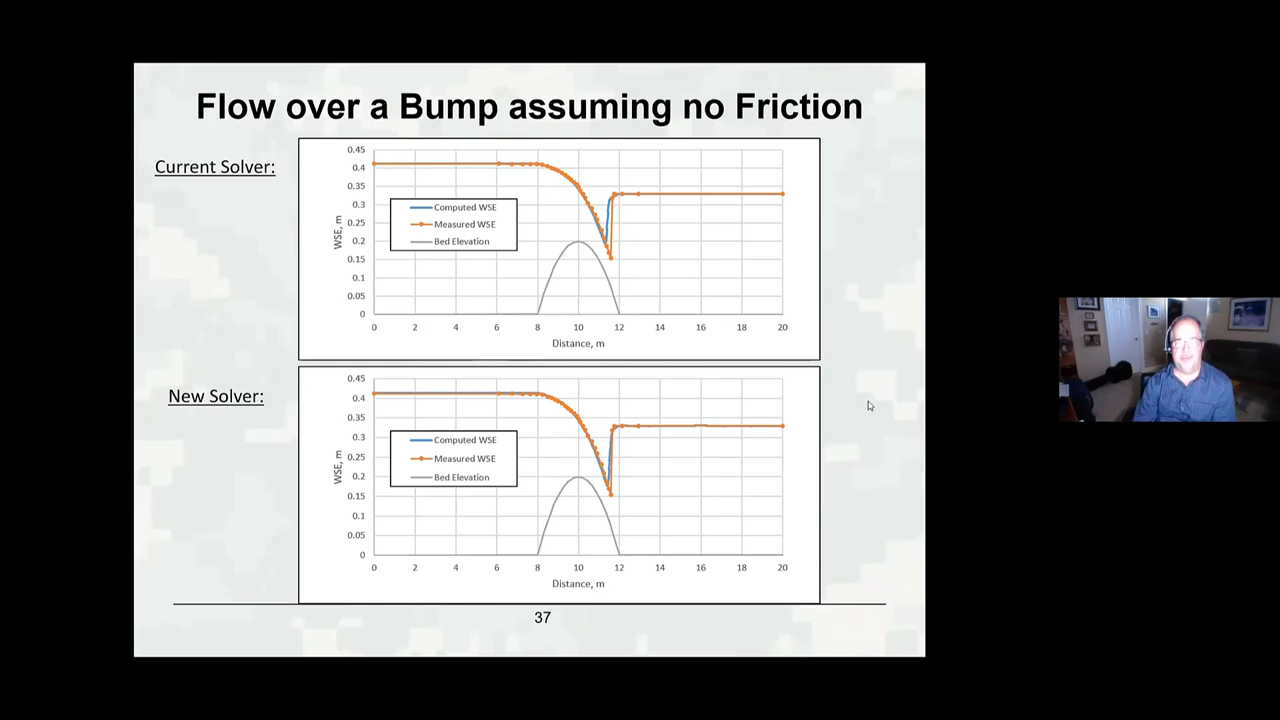 Flow over a Bump assuming no Friction
Current Solver:
0.45
0.4
0.35
0.3
0.25
0.2
0.15
0.1
0.05
0
WSE, m
Computed WSE
Measured WSE
Bed Elevation
0 2 4 6 8 10 12 14 16 18 20
Distance, m
New Solver:
0.45
0.4
0.35
0.3
0.25
0.2
0.15
0.1
0.05
0
WSE, m
Computed WSE
Measured WSE
Bed Elevation
0 2 4 6 8 10 12 14 16 18 20
Distance, m
37